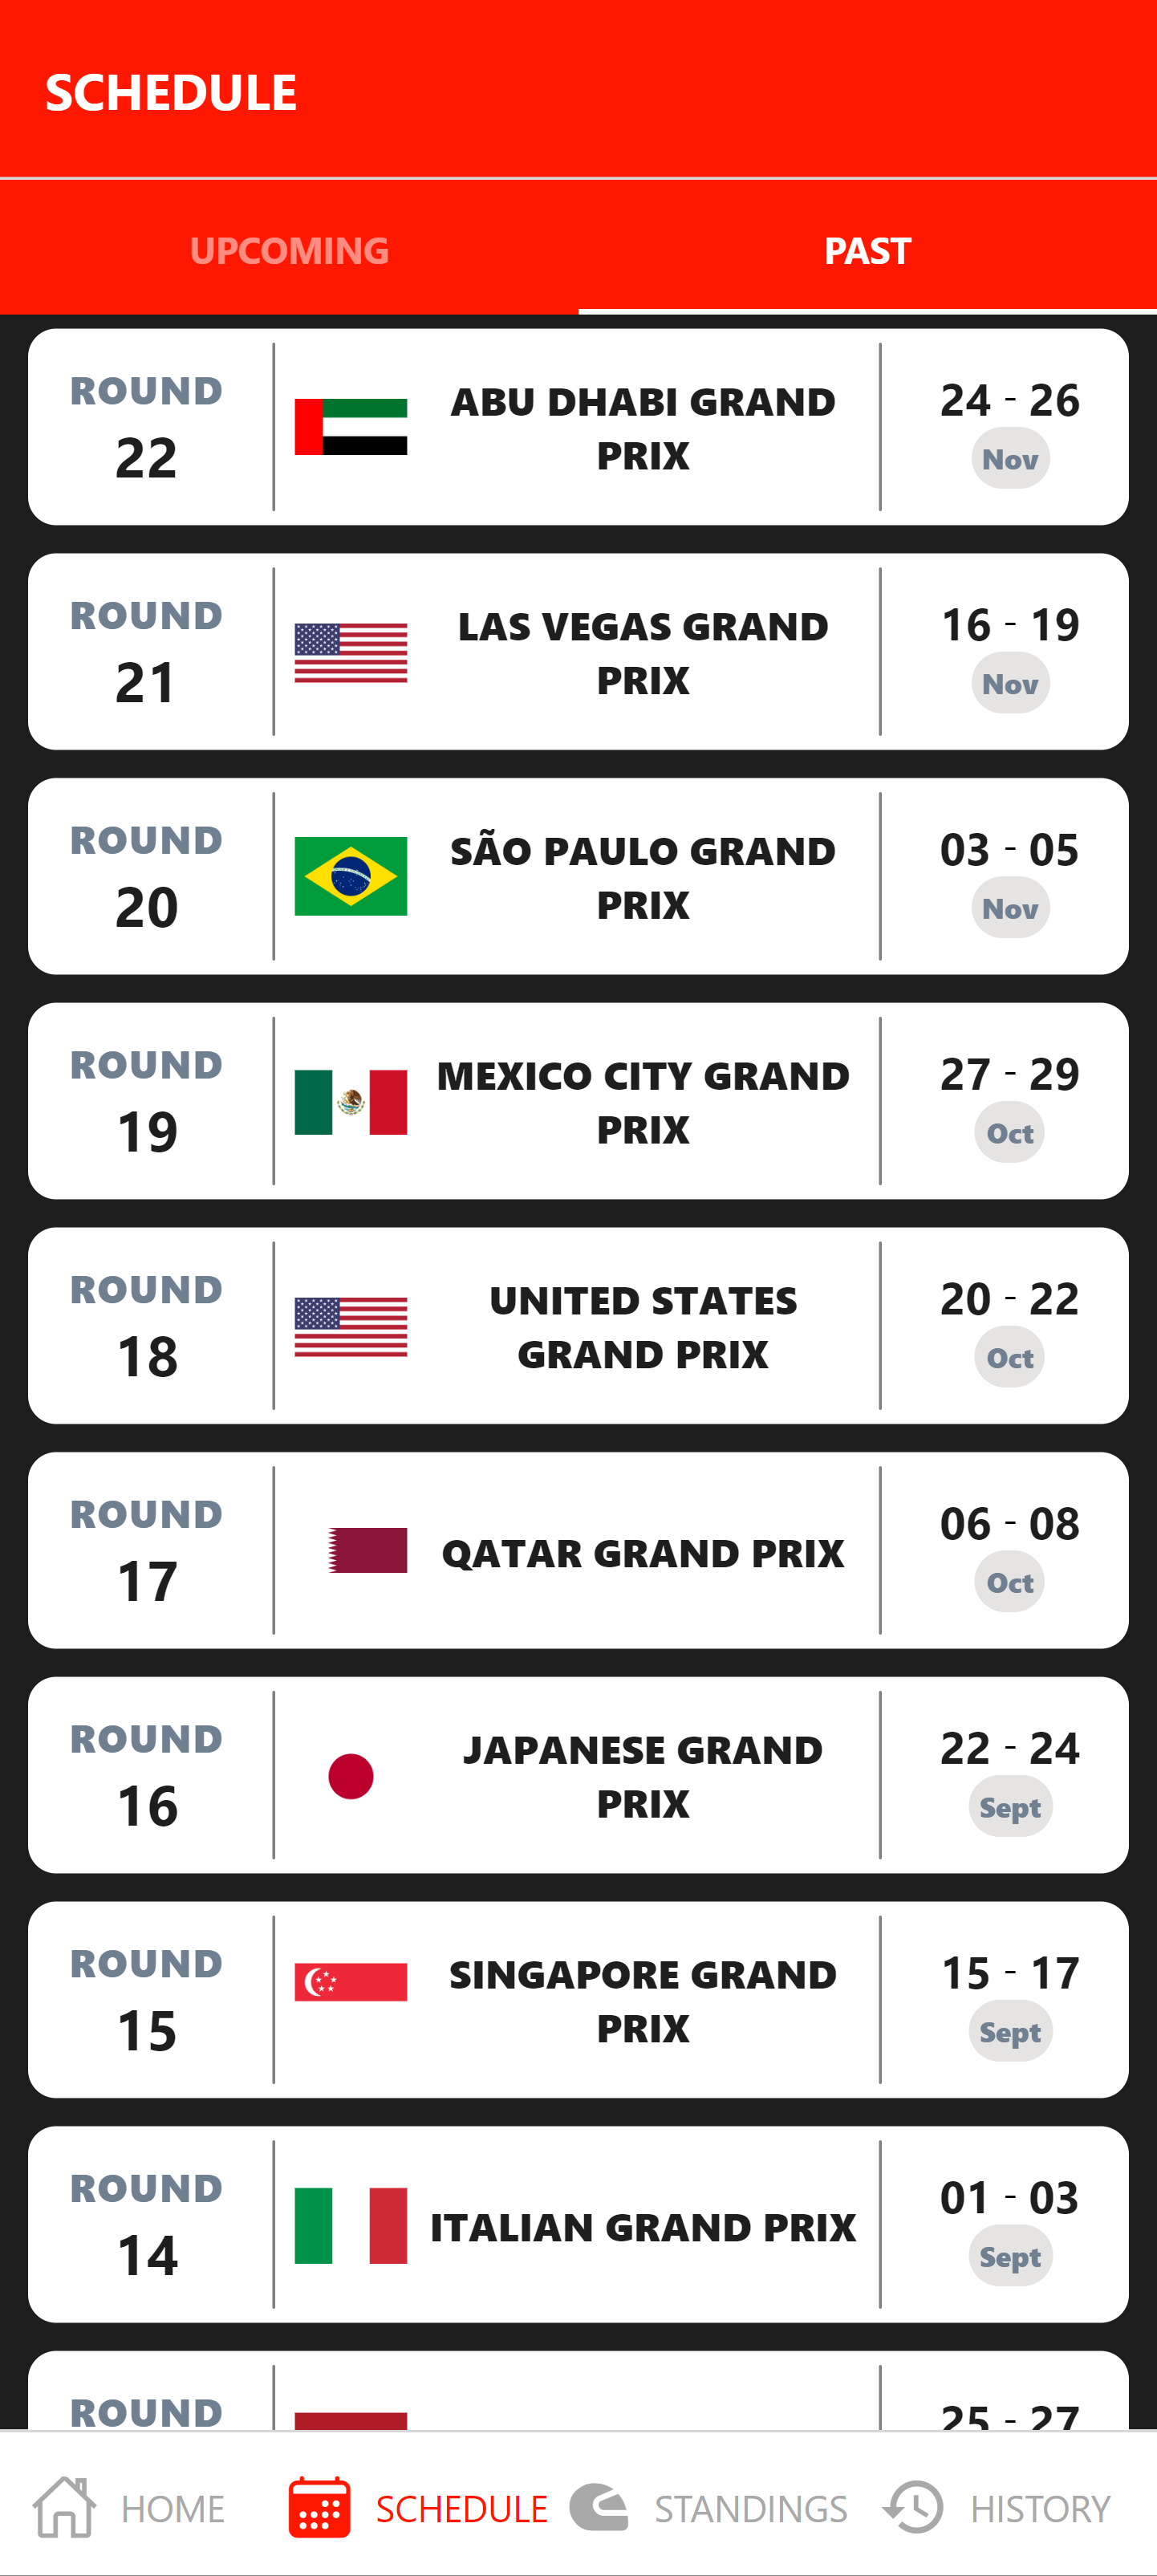 SCHEDULE
UPCOMING
PAST
ROUND
22
ABU DHABI GRAND
PRIX
24 - 26
Nov
ROUND
21
LAS VEGAS GRAND
PRIX
16 - 19
Nov
ROUND
20
SÃO PAULO GRAND
PRIX
03 - 05
Nov
ROUND
19
MEXICO CITY GRAND
PRIX
27 - 29
Oct
ROUND
18
UNITED STATES
GRAND PRIX
20 - 22
Oct
ROUND
17
QATAR GRAND PRIX
06 - 08
Oct
ROUND
16
JAPANESE GRAND
PRIX
22 - 24
Sept
ROUND
15
SINGAPORE GRAND
PRIX
15 - 17
Sept
ROUND
14
ITALIAN GRAND PRIX
01 - 03
Sept
ROUND
25 - 27
HOME
SCHEDULE
STANDINGS
HISTORY